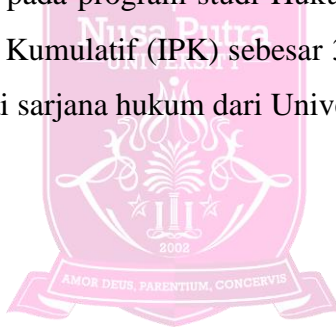 pada program studi Huku
Nusa Putra
UNIVERSITY
Kumulatif (IPK) sebesar 3
i sarjana hukum dari Unive
2002
AMOR DEUS, PARENTIUM, CONCERVIS